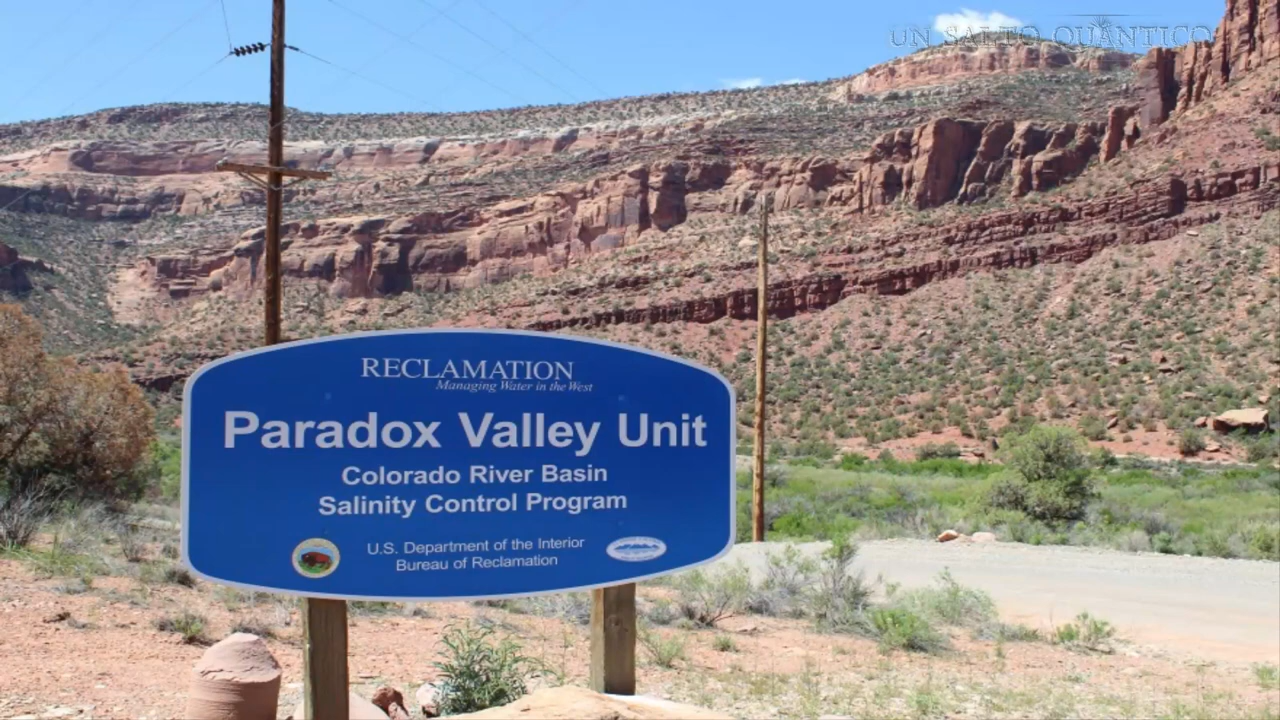 UN SALTO QUANTICO
RECLAMATION
Managing Water in the West
Paradox Valley Unit
Colorado River Basin
Salinity Control Program
U.S. Department of the Interior
Bureau of Reclamation